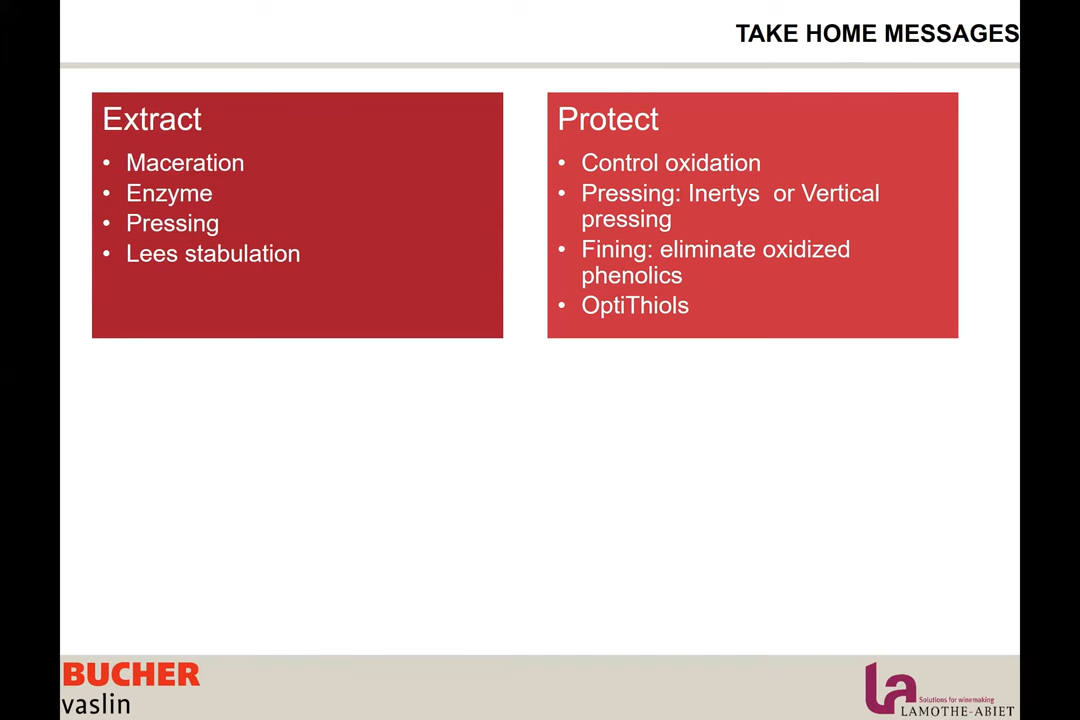 TAKE HOME MESSAGES
Extract
• Maceration
• Enzyme
• Pressing
• Lees stabulation
Protect
• Control oxidation
• Pressing: Inertys or Vertical
pressing
• Fining: eliminate oxidized
phenolics
• OptiThiols
BUCHER
vaslin
la
Solutions for winemaking
LAMOTHE-ABIET